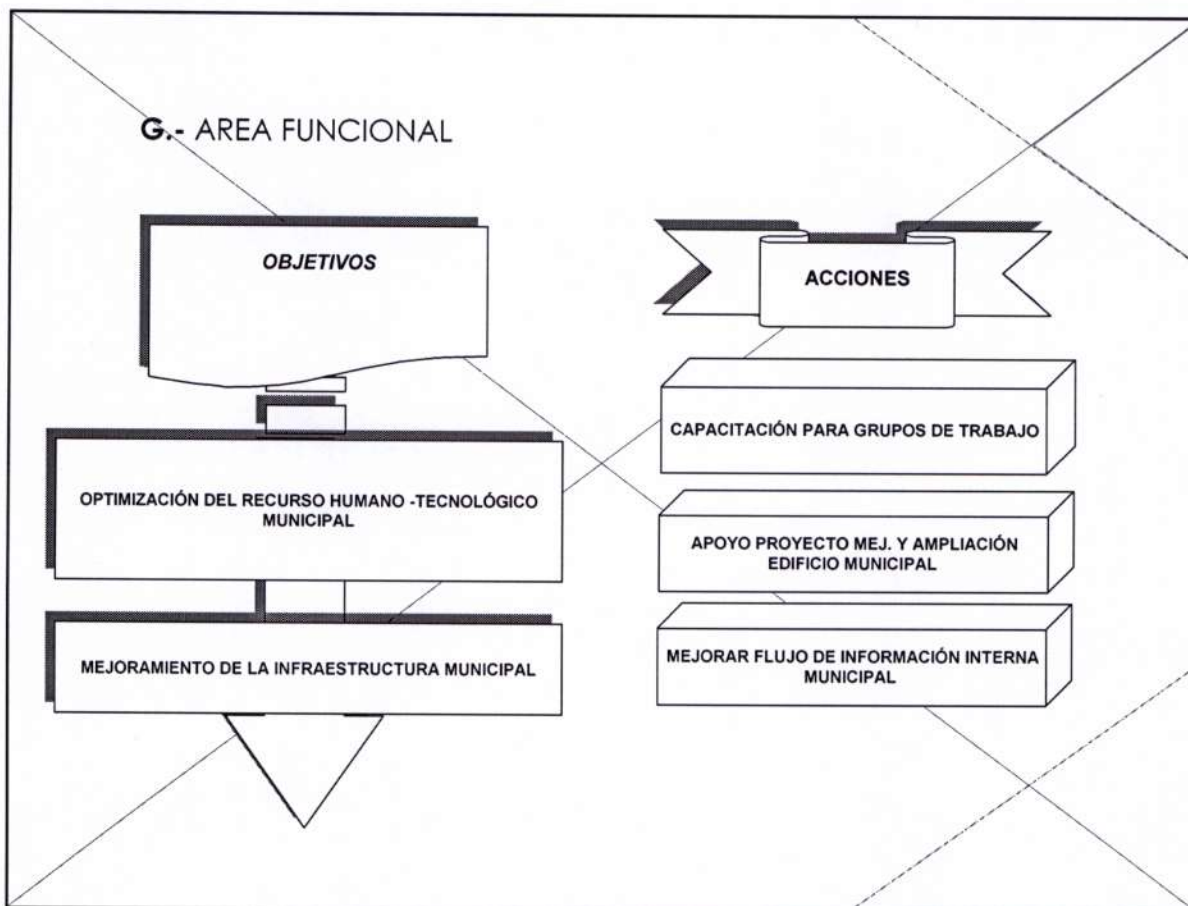 G.- AREA FUNCIONAL
OBJETIVOS
OPTIMIZACIÓN DEL RECURSO HUMANO -TECNOLÓGICO
MUNICIPAL
MEJORAMIENTO DE LA INFRAESTRUCTURA MUNICIPAL
ACCIONES
CAPACITACIÓN PARA GRUPOS DE TRABAJO
APOYO PROYECTO MEJ. Y AMPLIACIÓN
EDIFICIO MUNICIPAL
MEJORAR FLUJO DE INFORMACIÓN INTERNA
MUNICIPAL